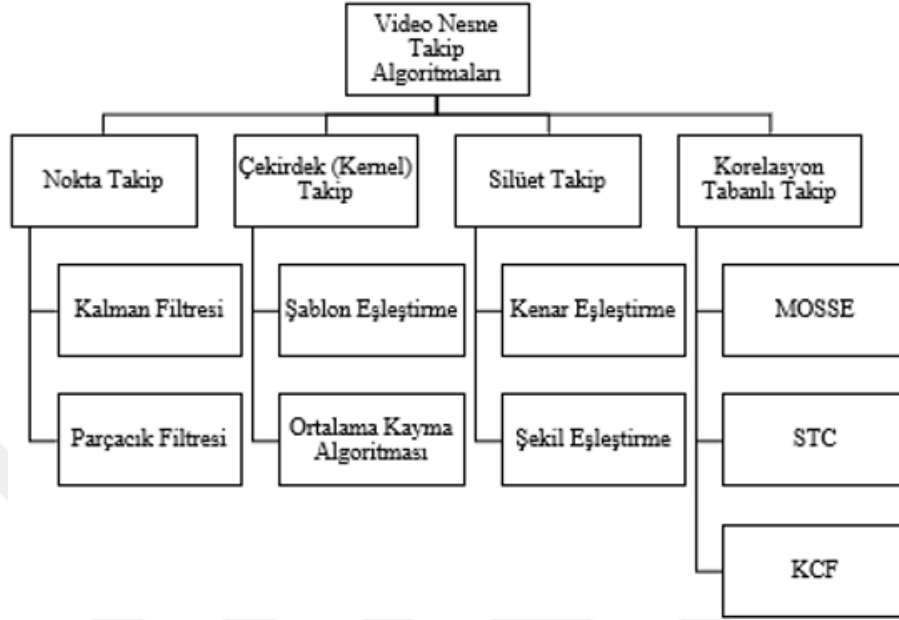 Video Nesne
Takip
Algoritmaları
Nokta Takip
Çekirdek (Kernel)
Takip
Silüet Takip
Korelasyon
Tabanlı Takip
Kalman Filtresi
Şablon Eşleştirme
Kenar Eşleştirme
MOSSE
Parçacık Filtresi
Ortalama Kayma
Algoritması
Şekil Eşleştirme
STC
KCF